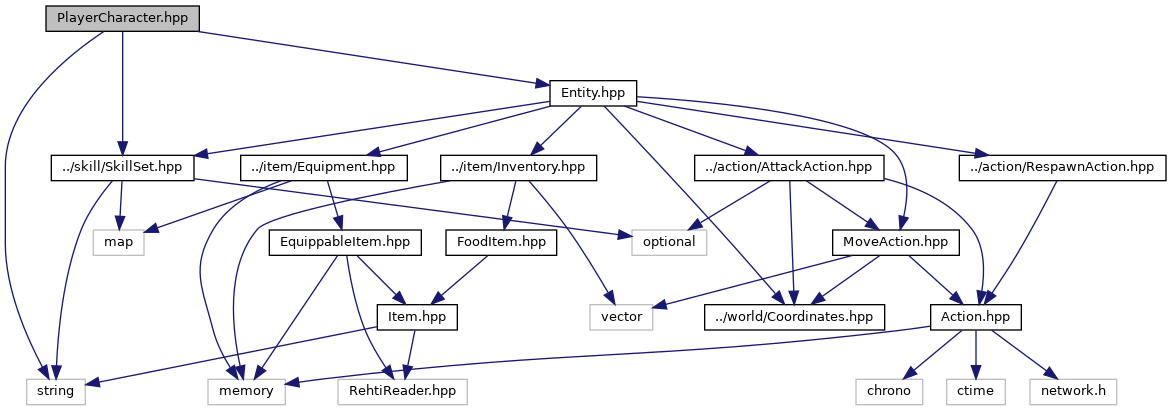 PlayerCharacter.hpp
Entity.hpp
../skill/SkillSet.hpp
../item/Equipment.hpp
../item/Inventory.hpp
../action/AttackAction.hpp
../action/RespawnAction.hpp
map
EquippableItem.hpp
FoodItem.hpp
optional
MoveAction.hpp
Item.hpp
vector
../world/Coordinates.hpp
Action.hpp
string
memory
RehtiReader.hpp
chrono
ctime
network.h